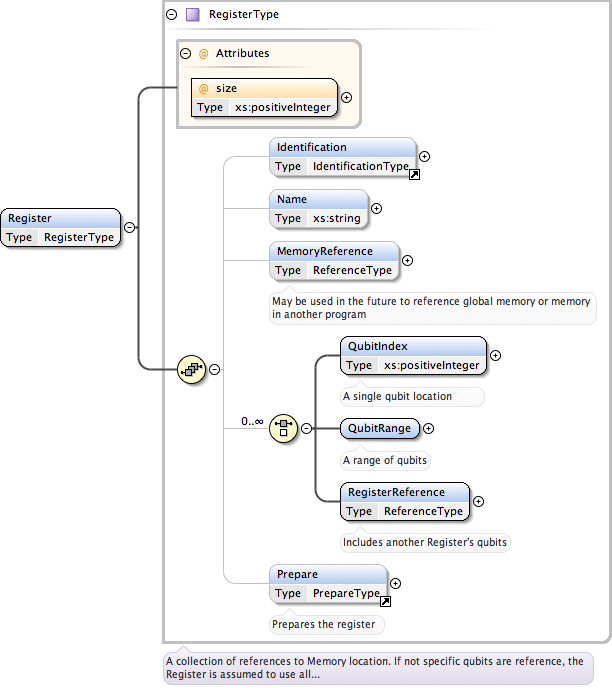 RegisterType
@ Attributes
@ size
Type xs:positiveInteger
Identification
Type IdentificationType
Name
Type xs:string
Register
Type RegisterType
MemoryReference
Type ReferenceType
May be used in the future to reference global memory or memory
in another program
QubitIndex
Type xs:positiveInteger
A single qubit location
0..∞
QubitRange
A range of qubits
RegisterReference
Type ReferenceType
Includes another Register's qubits
Prepare
Type PrepareType
Prepares the register
A collection of references to Memory location. If not specific qubits are reference, the
Register is assumed to use all...